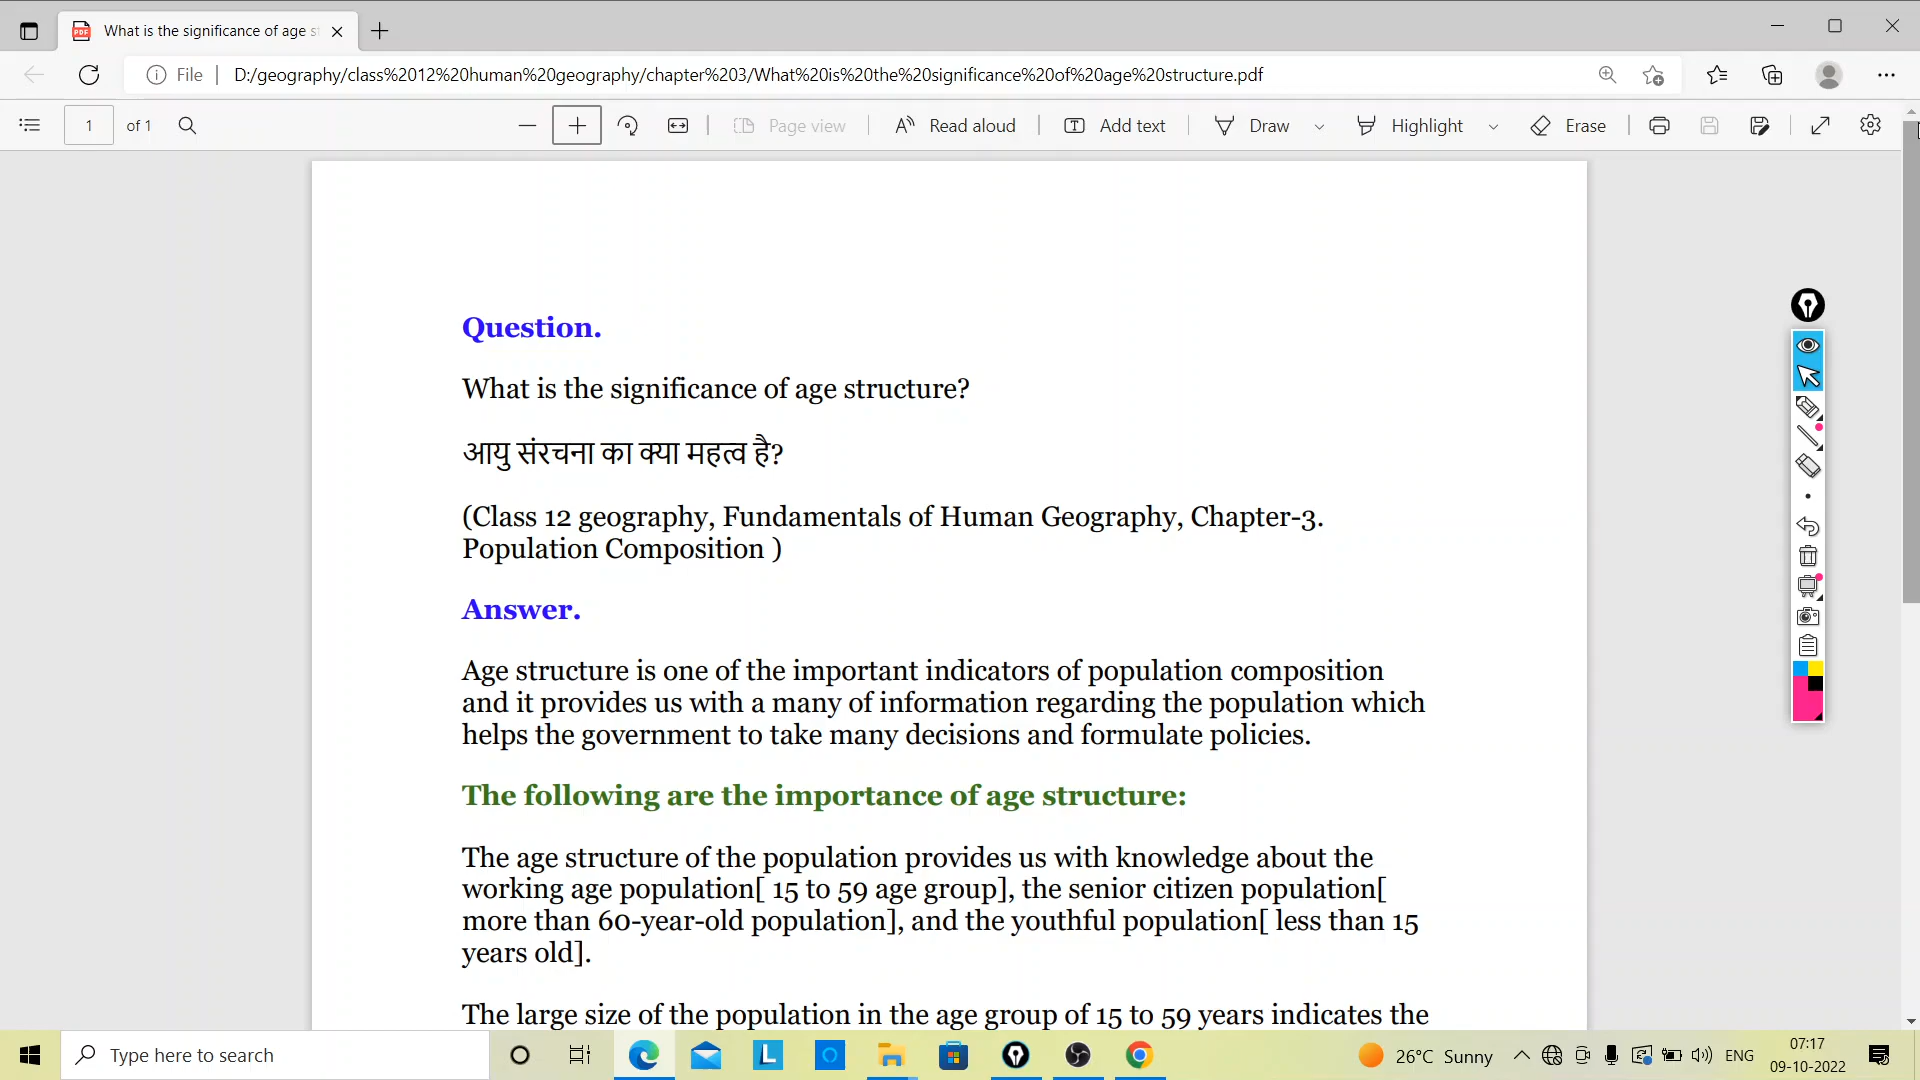 What is the significance of age s
File
D:/geography/class%2012%20human%20geography/chapter%203/What%20is%20the%20significance%20of%20age%20structure.pdf
1 of 1
Page view
Read aloud
Add text
Draw
Highlight
Erase
Question.
What is the significance of age structure?
आयु संरचना का क्या महत्व है?
(Class 12 geography, Fundamentals of Human Geography, Chapter-3.
Population Composition )
Answer.
Age structure is one of the important indicators of population composition
and it provides us with a many of information regarding the population which
helps the government to take many decisions and formulate policies.
The following are the importance of age structure:
The age structure of the population provides us with knowledge about the
working age population[ 15 to 59 age group], the senior citizen population[
more than 60-year-old population], and the youthful population[ less than 15
years old].
The large size of the population in the age group of 15 to 59 years indicates the
Type here to search
26°C Sunny
ENG
07:17
09-10-2022